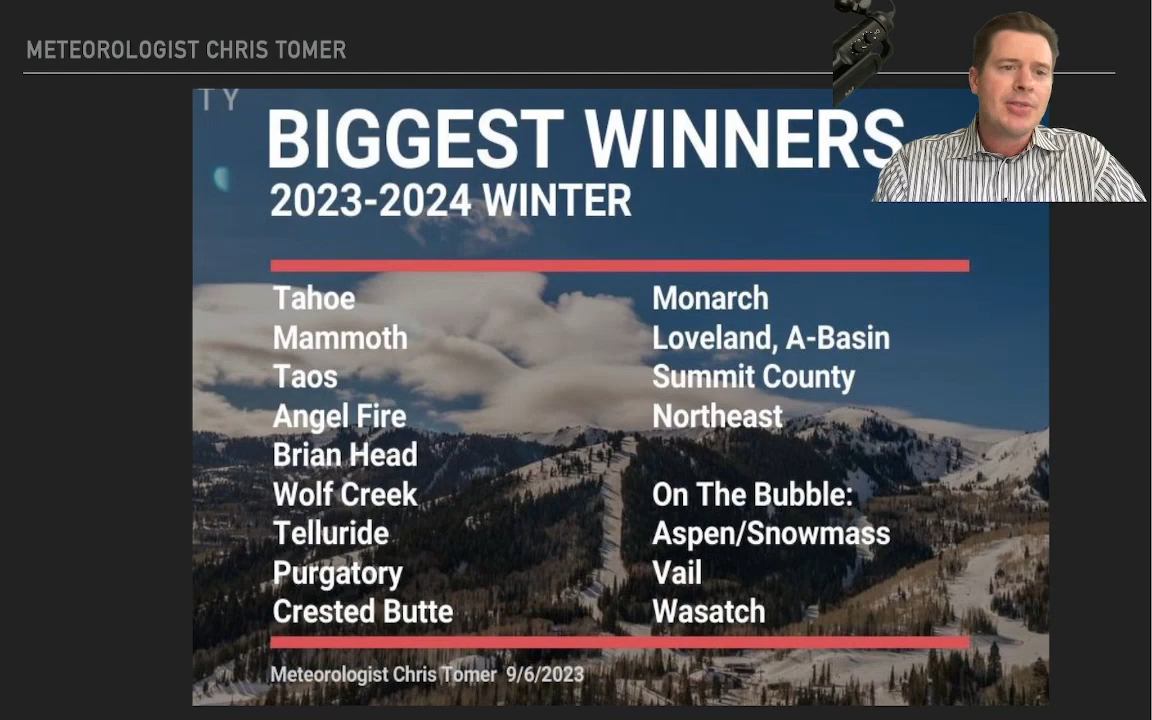 METEOROLOGIST CHRIS TOMER
TY
BIGGEST WINNERS
2023-2024 WINTER
Tahoe
Mammoth
Taos
Angel Fire
Brian Head
Wolf Creek
Telluride
Purgatory
Crested Butte
Monarch
Loveland, A-Basin
Summit County
Northeast
On The Bubble:
Aspen/Snowmass
Vail
Wasatch
Meteorologist Chris Tomer 9/6/2023